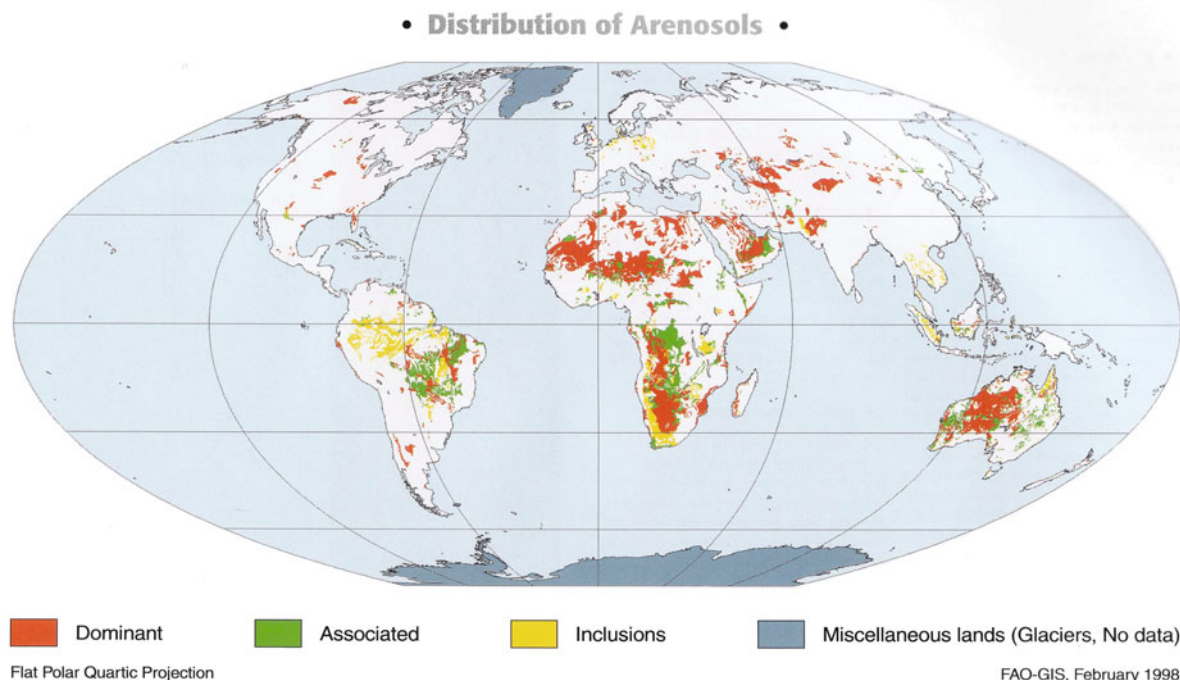 • Distribution of Arenosols •
Dominant
Associated
Inclusions
Miscellaneous lands (Glaciers, No data)
Flat Polar Quartic Projection
FAO-GIS, February 1998